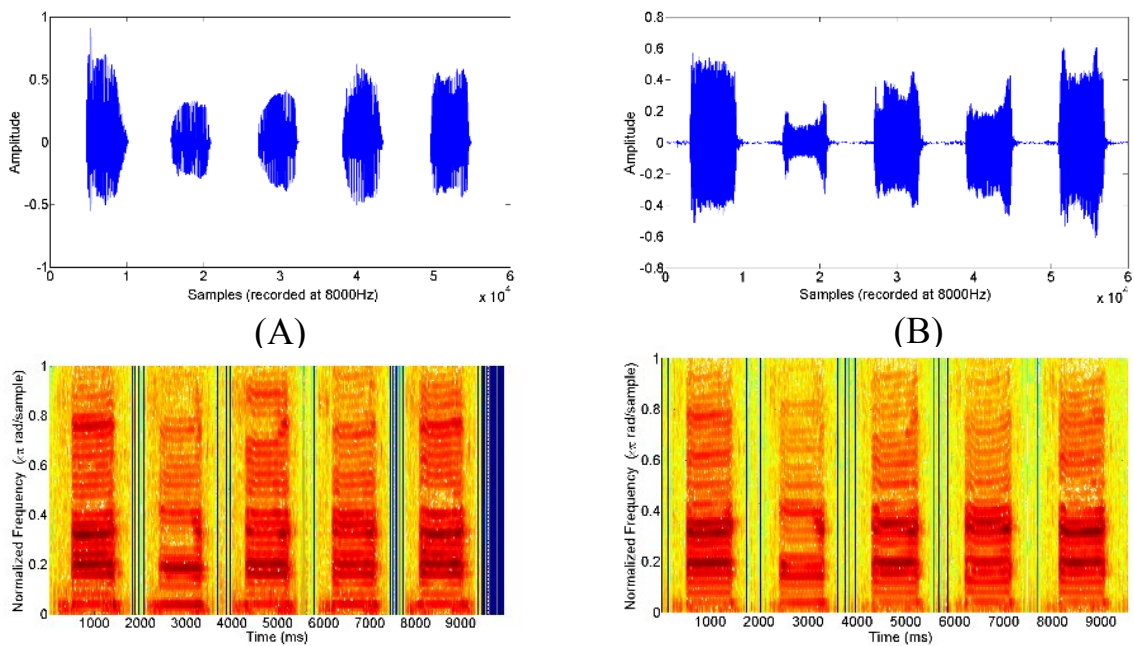 1
0.5
0
-0.5
-1
Amplitude
0 1 2 3 4 5 6
Samples (recorded at 8000Hz)
x 10⁴
(A)
0.8
0.6
0.4
0.2
0
-0.2
-0.4
-0.6
-0.8
Amplitude
0 1 2 3 4 5 6
Samples (recorded at 8000Hz)
x 10⁴
(B)
1
0.8
0.6
0.4
0.2
0
Normalized Frequency (×π rad/sample)
1000 2000 3000 4000 5000 6000 7000 8000 9000
Time (ms)
1
0.8
0.6
0.4
0.2
0
Normalized Frequency (×π rad/sample)
1000 2000 3000 4000 5000 6000 7000 8000 9000
Time (ms)